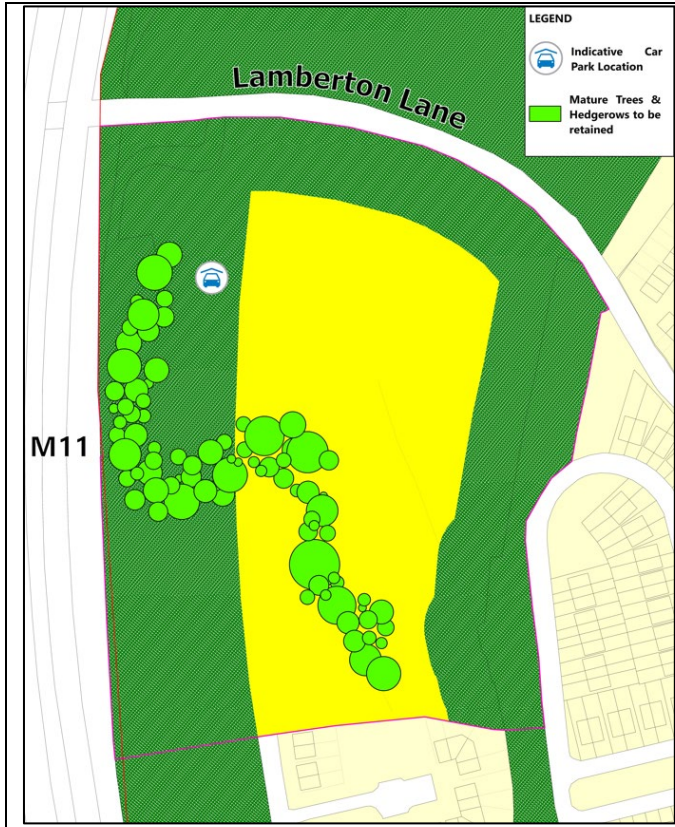 LEGEND
Indicative Car
Park Location
Mature Trees &
Hedgerows to be
retained
Lamberton Lane
M11